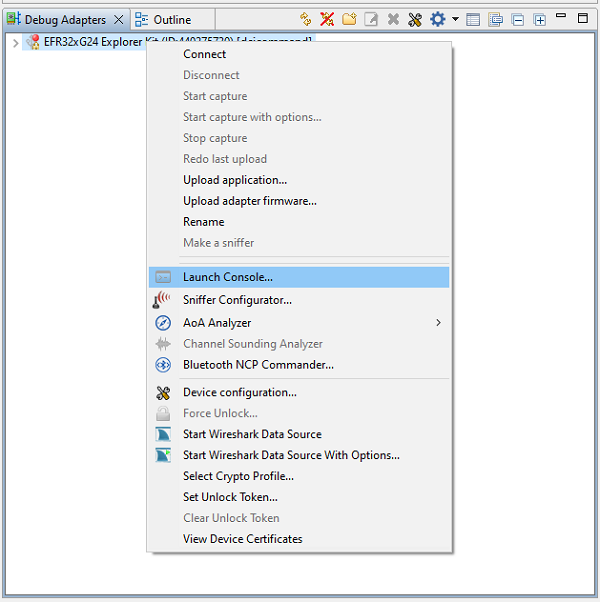 Debug Adapters
Outline
EFR32xG24 Explorer Kit (ID:440275720)
Connect
Disconnect
Start capture
Start capture with options...
Stop capture
Redo last upload
Upload application...
Upload adapter firmware...
Rename
Make a sniffer
Launch Console...
Sniffer Configurator...
AoA Analyzer
Channel Sounding Analyzer
Bluetooth NCP Commander...
Device configuration...
Force Unlock...
Start Wireshark Data Source
Start Wireshark Data Source With Options...
Select Crypto Profile...
Set Unlock Token...
Clear Unlock Token
View Device Certificates